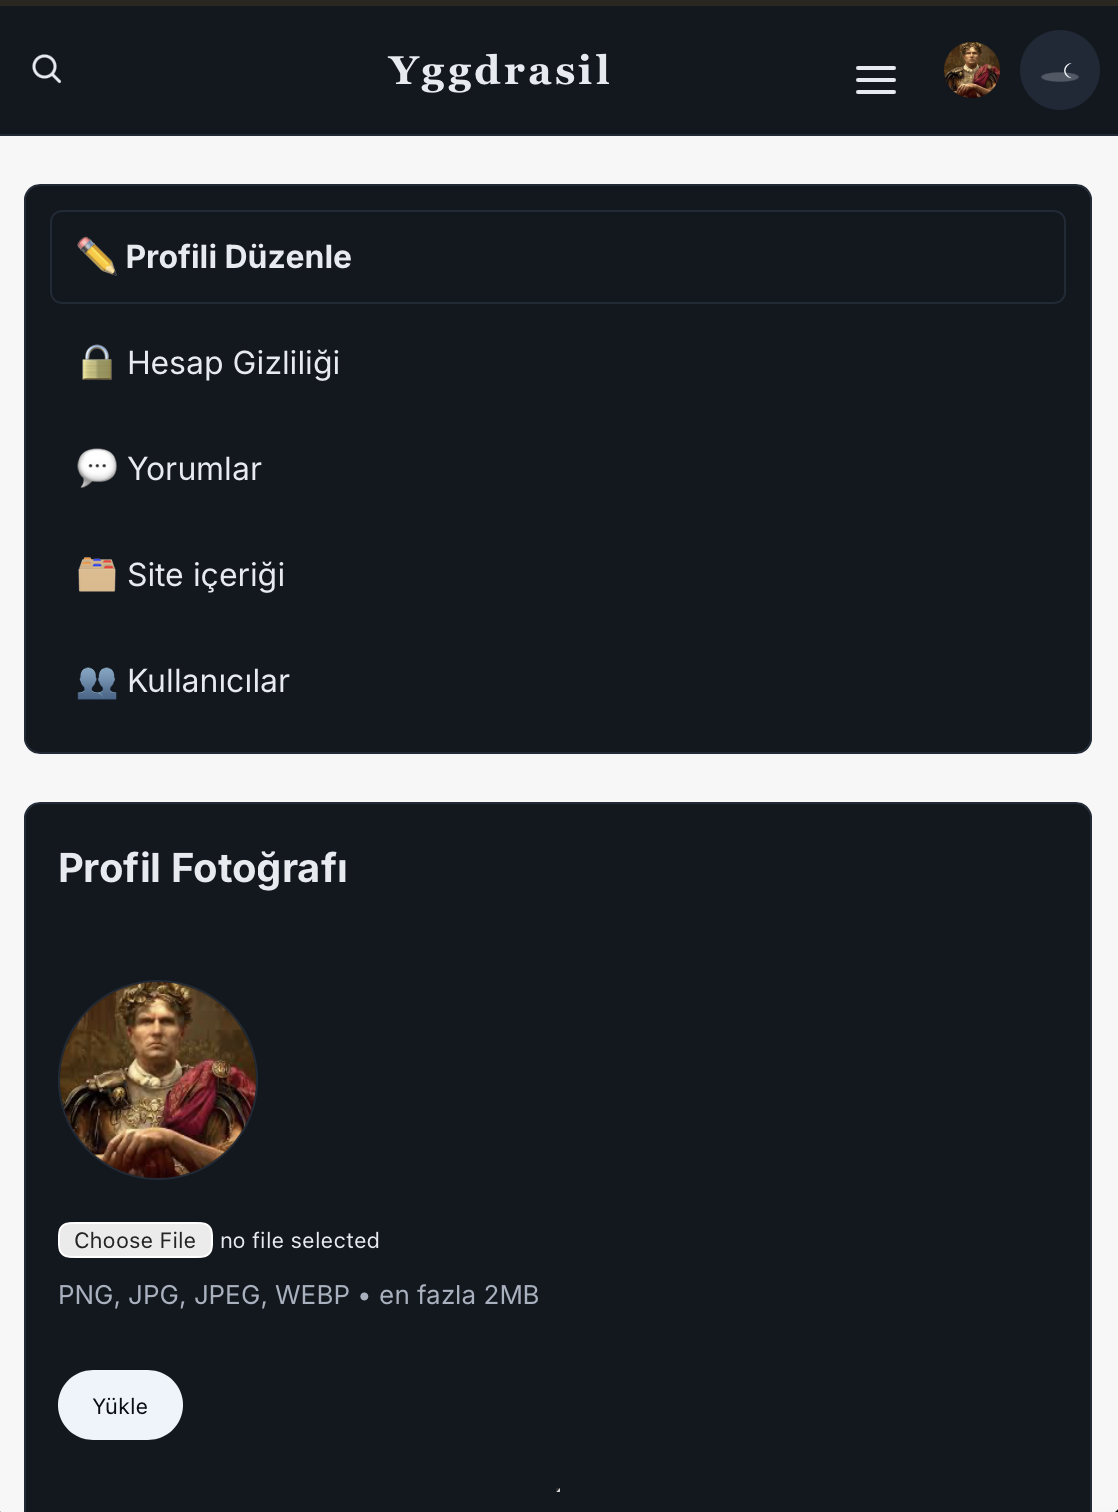 Yggdrasil
Profili Düzenle
Hesap Gizliliği
Yorumlar
Site içeriği
Kullanıcılar
Profil Fotoğrafı
Choose File no file selected
PNG, JPG, JPEG, WEBP • en fazla 2MB
Yükle